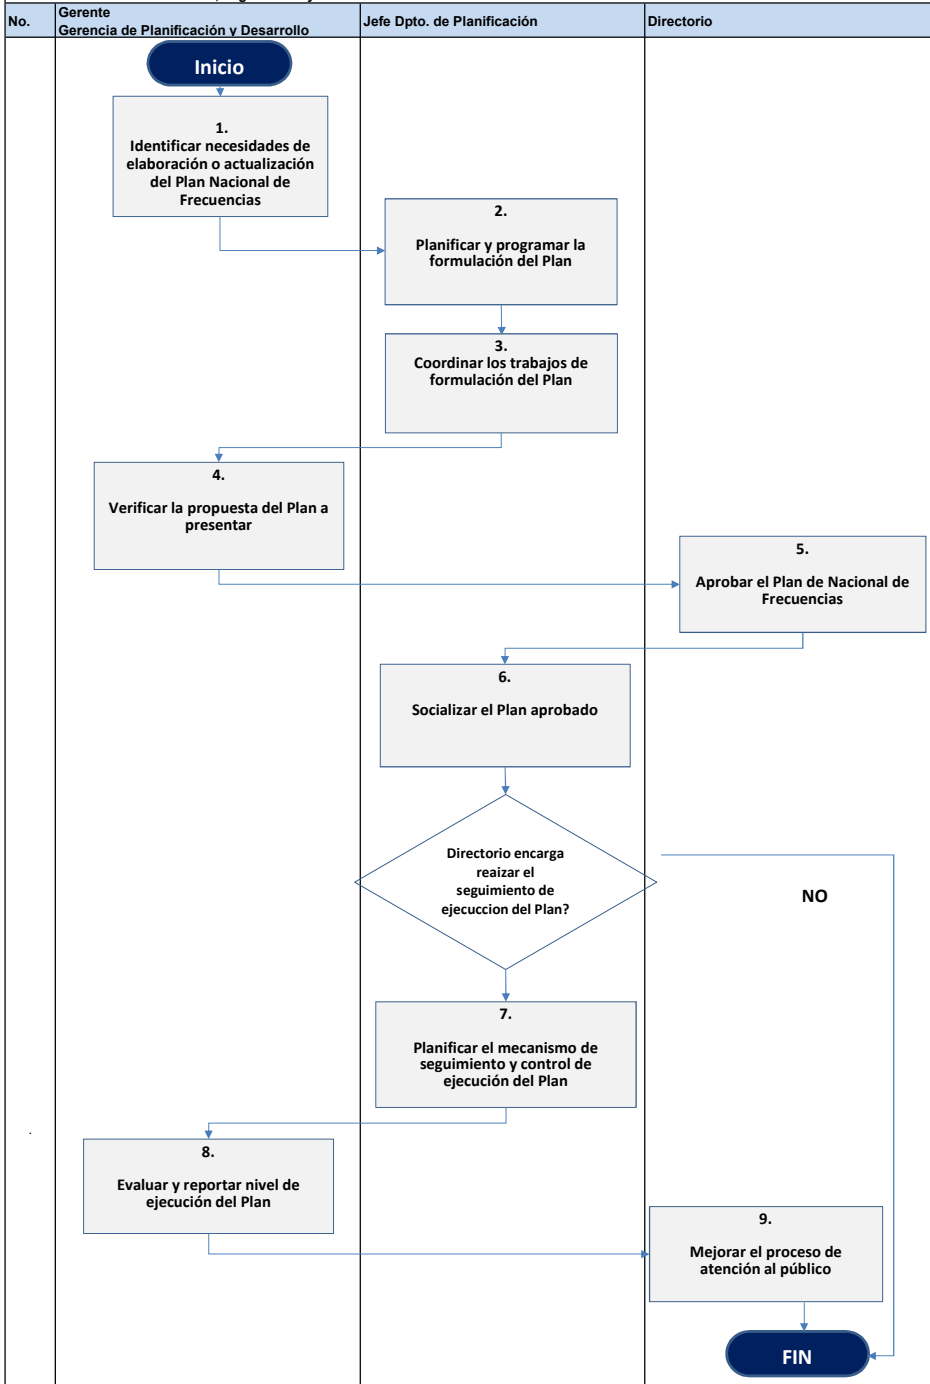 No.
Gerente
Gerencia de Planificación y Desarrollo
Jefe Dpto. de Planificación
Directorio
Inicio
1.
Identificar necesidades de
elaboración o actualización
del Plan Nacional de
Frecuencias
2.
Planificar y programar la
formulación del Plan
3.
Coordinar los trabajos de
formulación del Plan
4.
Verificar la propuesta del Plan a
presentar
5.
Aprobar el Plan de Nacional de
Frecuencias
6.
Socializar el Plan aprobado
Directorio encarga
reaizar el
seguimiento de
ejecuccion del Plan?
NO
7.
Planificar el mecanismo de
seguimiento y control de
ejecución del Plan
8.
Evaluar y reportar nivel de
ejecución del Plan
9.
Mejorar el proceso de
atención al público
FIN